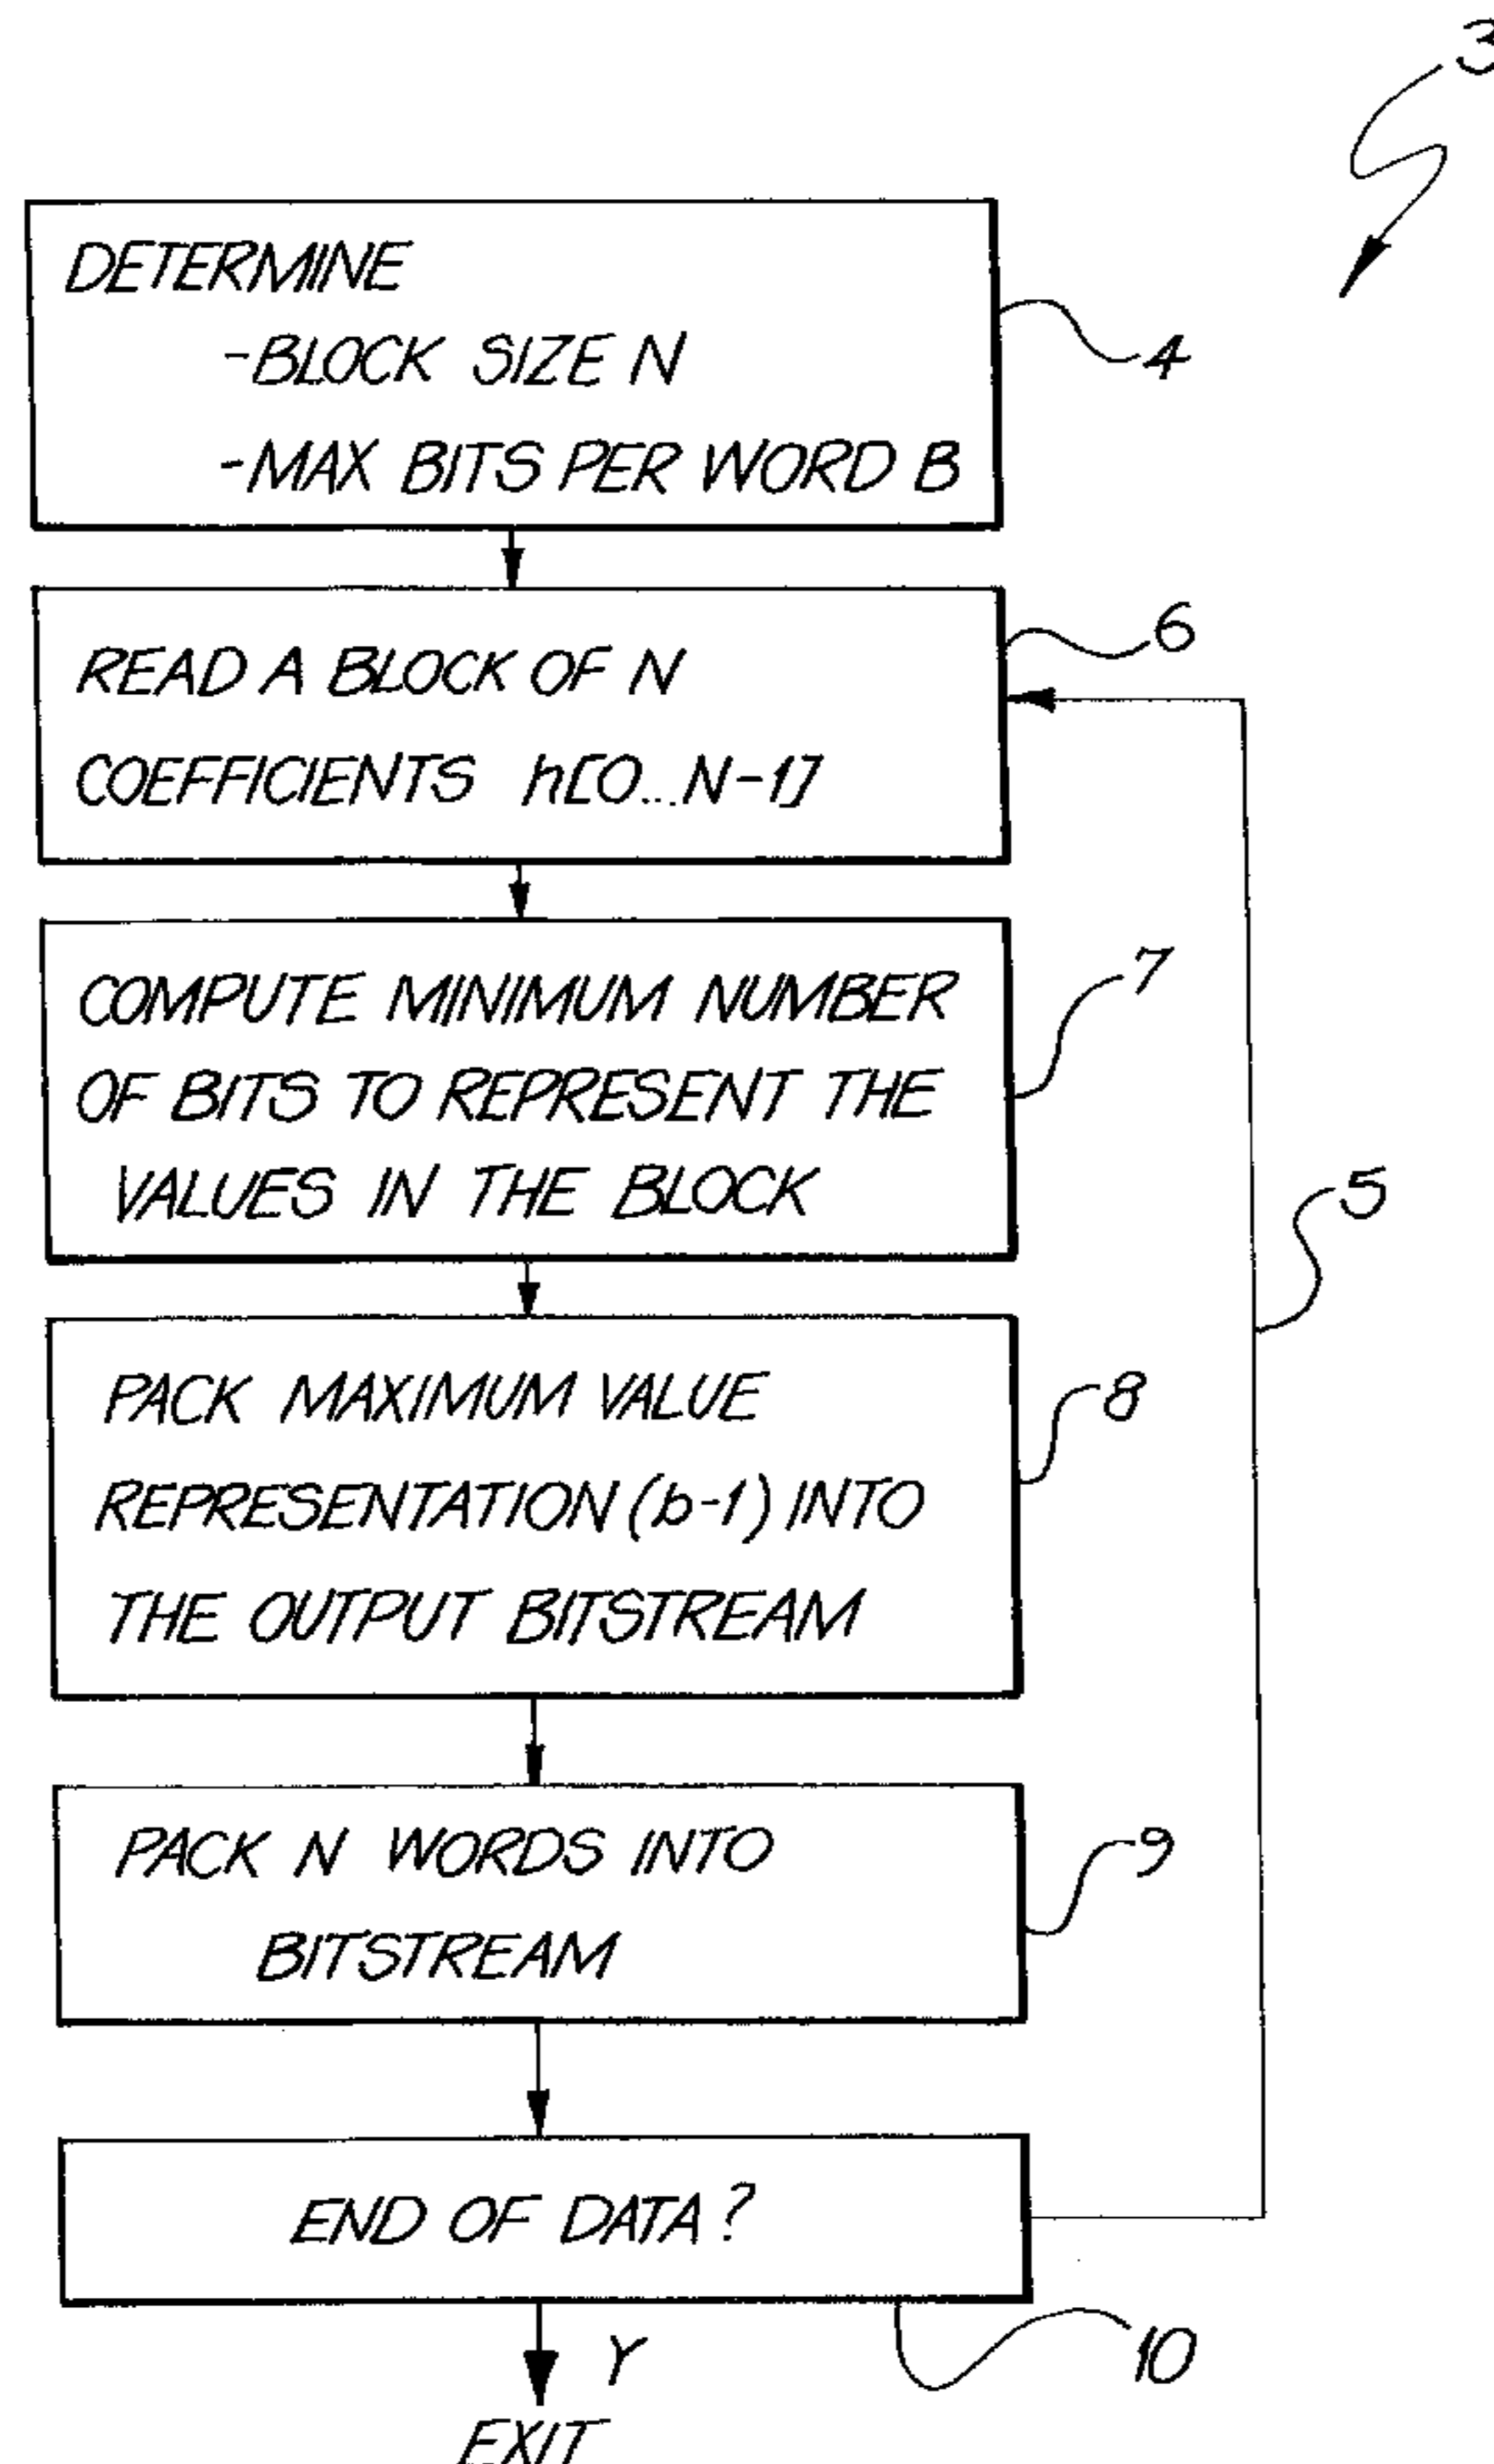 3
DETERMINE
-BLOCK SIZE N
-MAX BITS PER WORD B
4
6
READ A BLOCK OF N
COEFFICIENTS h[0...N-1]
7
COMPUTE MINIMUM NUMBER
OF BITS TO REPRESENT THE
VALUES IN THE BLOCK
5
8
PACK MAXIMUM VALUE
REPRESENTATION (b-1) INTO
THE OUTPUT BITSTREAM
9
PACK N WORDS INTO
BITSTREAM
END OF DATA?
10
Y
EXIT